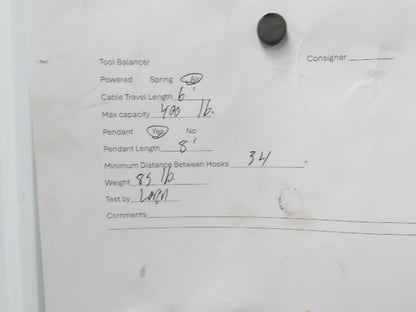 Tool Balancer
Consigner
Powered Spring Air
Cable Travel Length 6'
Max capacity 400 lb.
Pendant Yes No
Pendant Length 8'
Minimum Distance Between Hooks 34
Weight 85 lb
Test by
Comments